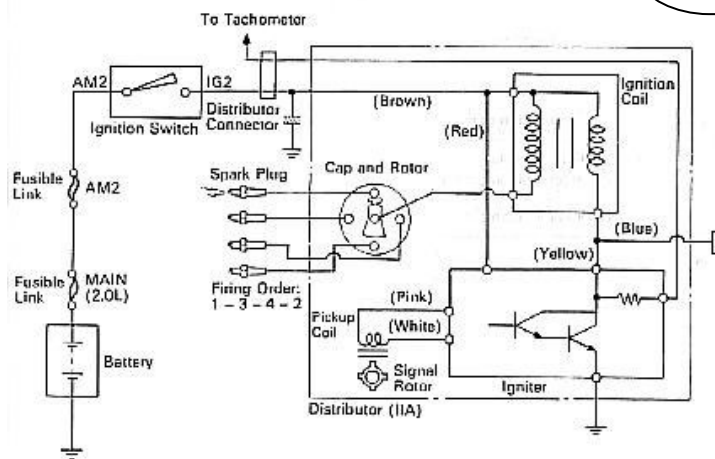 To Tachometer
AM2
IG2
Ignition Switch
Distributor
Connector
(Brown)
(Red)
Ignition
Coil
Fusible
Link
AM2
Spark Plug
Cap and Rotor
(Blue)
(Yellow)
Fusible
Link
MAIN
(2.0L)
Firing Order:
1-3-4-2
(Pink)
Pickup
Coil
(White)
Battery
Signal
Rotor
Igniter
Distributor (IIA)